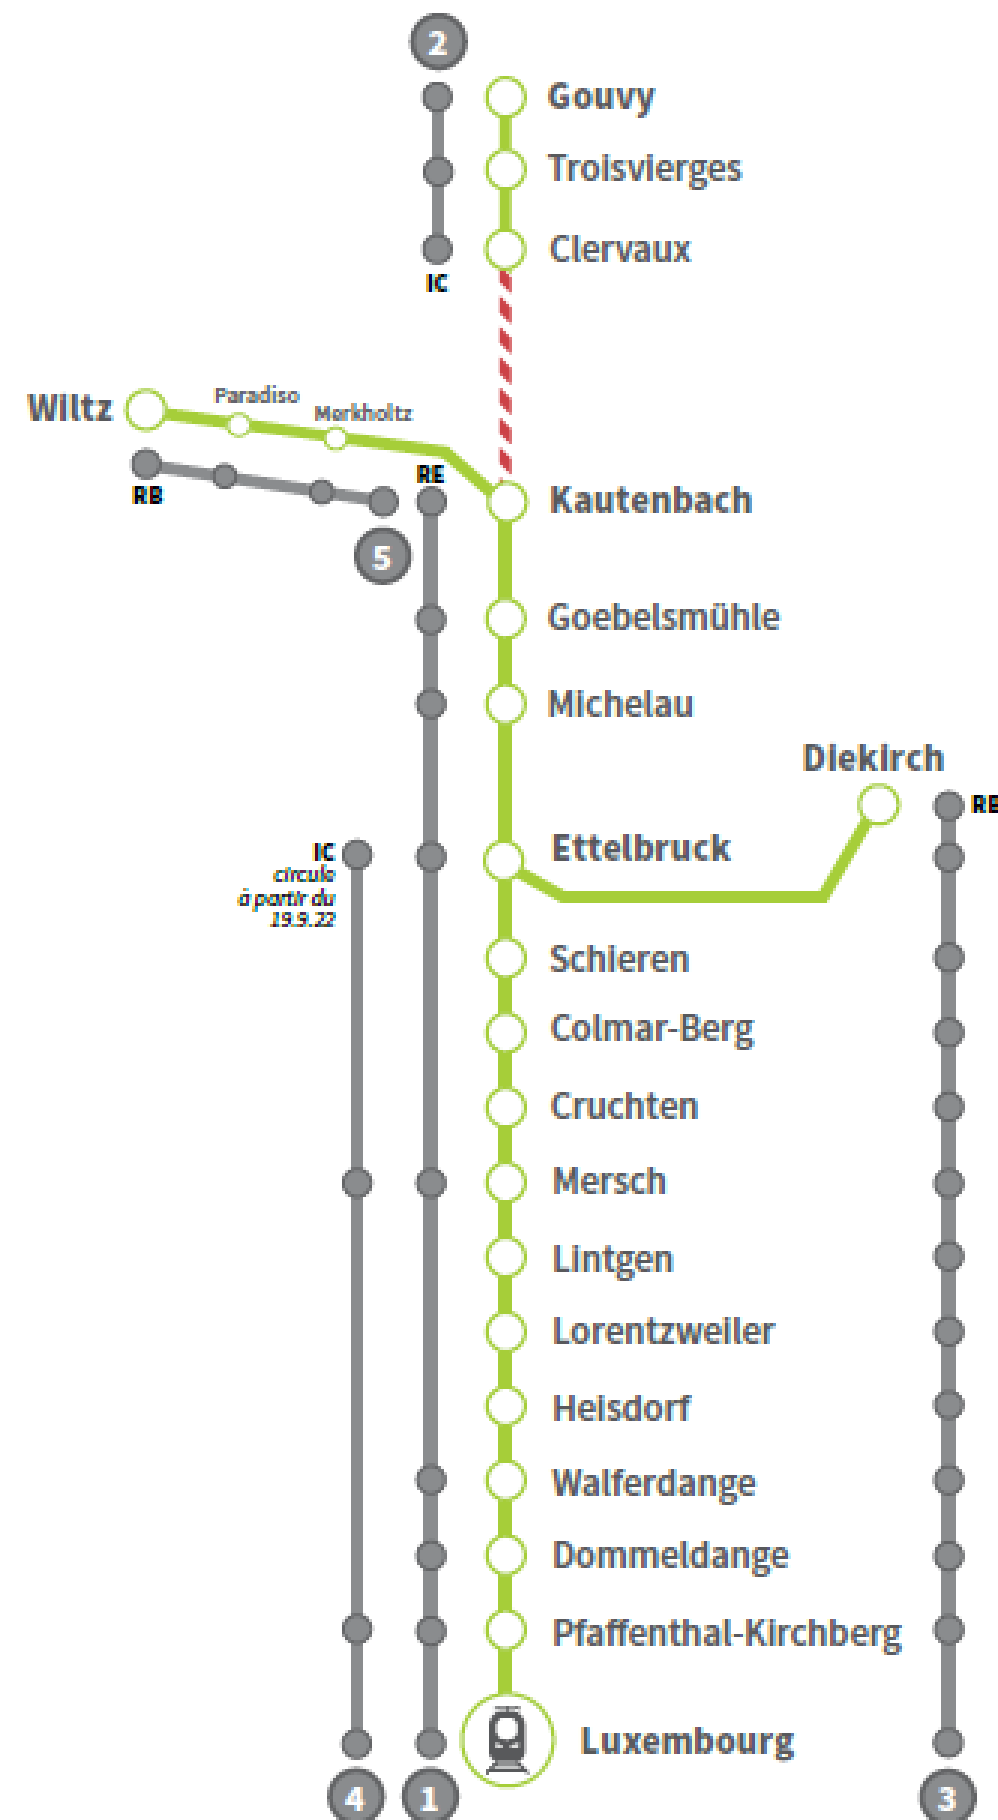 2
Gouvy
Troisvierges
Clervaux
IC
Wiltz
Paradiso
Merkholtz
RB
RE
5
Kautenbach
Goebelsmühle
Michelau
Diekirch
RB
Ettelbruck
IC
circule
à partir du
19.9.22
Schieren
Colmar-Berg
Cruchten
Mersch
Lintgen
Lorentzweiler
Heisdorf
Walferdange
Dommeldange
Pfaffenthal-Kirchberg
Luxembourg
4
1
3